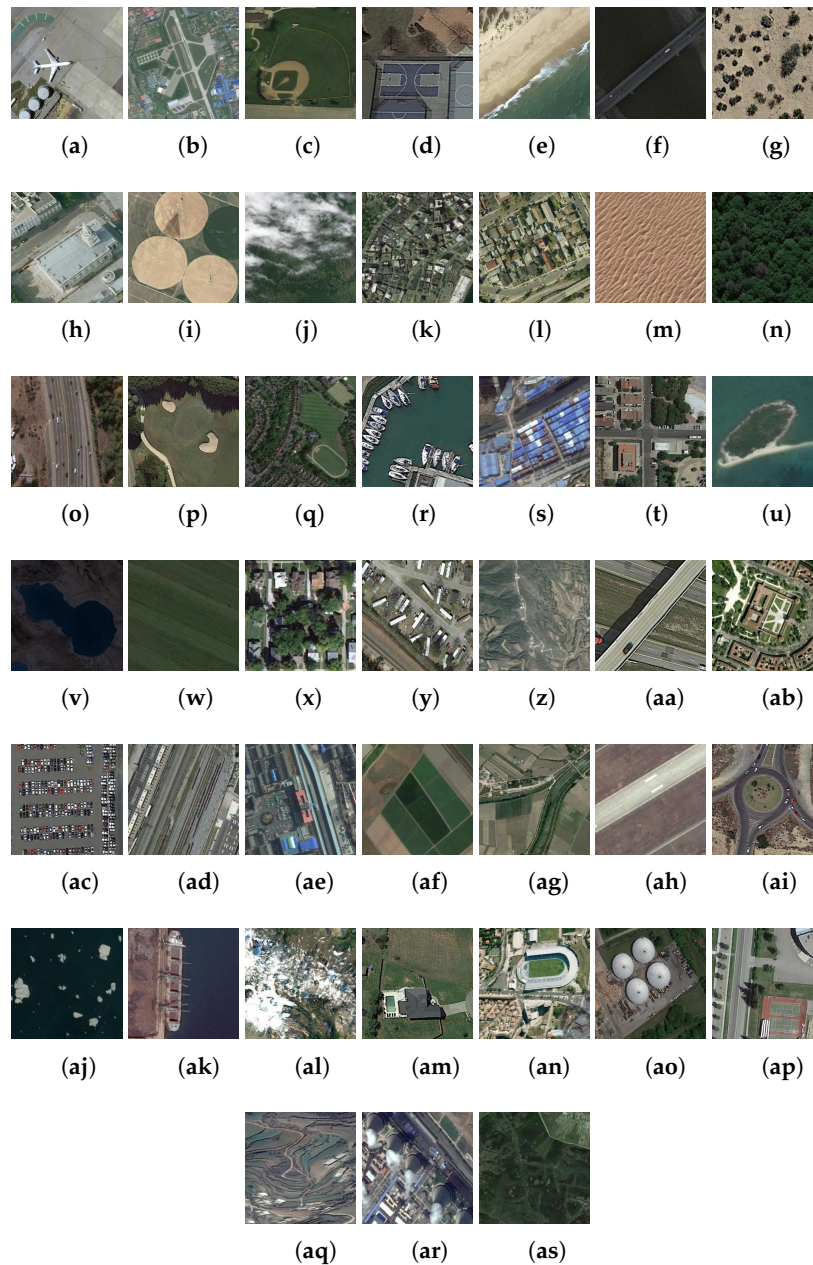 (a) (b) (c) (d) (e) (f) (g)
(h) (i) (j) (k) (l) (m) (n)
(o) (p) (q) (r) (s) (t) (u)
(v) (w) (x) (y) (z) (aa) (ab)
(ac) (ad) (ae) (af) (ag) (ah) (ai)
(aj) (ak) (al) (am) (an) (ao) (ap)
(aq) (ar) (as)